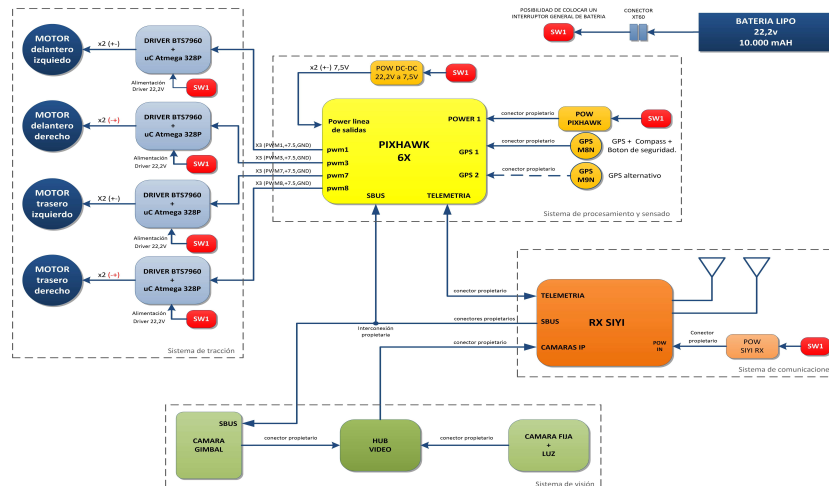 POSIBILIDAD DE COLOCAR UN
INTERRUPTOR GENERAL DE BATERIA
CONECTOR
XT60
SW1
BATERIA LIPO
22,2v
10.000 mAH
MOTOR
delantero
izquiedo
x2 (+-)
DRIVER BTS7960
+
uC Atmega 328P
Alimentación
Driver 22,2V
SW1
MOTOR
delantero
derecho
x2 (-+)
DRIVER BTS7960
+
uC Atmega 328P
Alimentación
Driver 22,2V
SW1
MOTOR
trasero
izquierdo
X2 (+-)
DRIVER BTS7960
+
uC Atmega 328P
Alimentación
Driver 22,2V
SW1
MOTOR
trasero
derecho
x2 (-+)
DRIVER BTS7960
+
uC Atmega 328P
Alimentación
Driver 22,2V
SW1
Sistema de tracción
x2 (+-) 7,5V
POW DC-DC
22,2V a 7,5V
SW1
X3 (PWM1,+7.5,GND)
X3 (PWM3,+7.5,GND)
X3 (PWM7,+7.5,GND)
X3 (PWM8,+7.5,GND)
Power linea
de salidas
pwm1
pwm3
pwm7
pwm8
PIXHAWK
6X
POWER 1
GPS 1
GPS 2
SBUS
TELEMETRIA
conector propietario
POW
PIXHAWK
SW1
conector propietario
GPS
M8N
GPS + Compass +
Boton de seguridad.
conector propietario
GPS
M9N
GPS alternativo
Sistema de procesamiento y sensado
conector propietario
conectores propietarios
Interconexión
propietaria
conector propietario
TELEMETRIA
SBUS
CAMARAS IP
RX SIYI
POW
IN
Conector
propietario
POW
SIYI RX
SW1
Sistema de comunicacione
SBUS
CAMARA
GIMBAL
conector propietario
HUB
VIDEO
conector propietario
CAMARA FIJA
+
LUZ
Sistema de visión